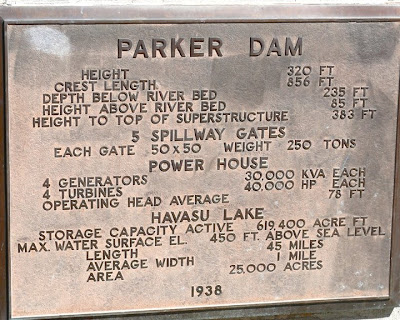 PARKER DAM
HEIGHT 320 FT
CREST LENGTH 856 FT
DEPTH BELOW RIVER BED 235 FT
HEIGHT ABOVE RIVER BED 85 FT
HEIGHT TO TOP OF SUPERSTRUCTURE 383 FT
5 SPILLWAY GATES
EACH GATE 50x50 WEIGHT 250 TONS
POWER HOUSE
4 GENERATORS 30,000 KVA EACH
4 TURBINES 40,000 HP EACH
OPERATING HEAD AVERAGE 78 FT
HAVASU LAKE
STORAGE CAPACITY ACTIVE 619,400 ACRE FT
MAX. WATER SURFACE EL. 450 FT. ABOVE SEA LEVEL
LENGTH 45 MILES
AVERAGE WIDTH 1 MILE
AREA 25,000 ACRES
1938